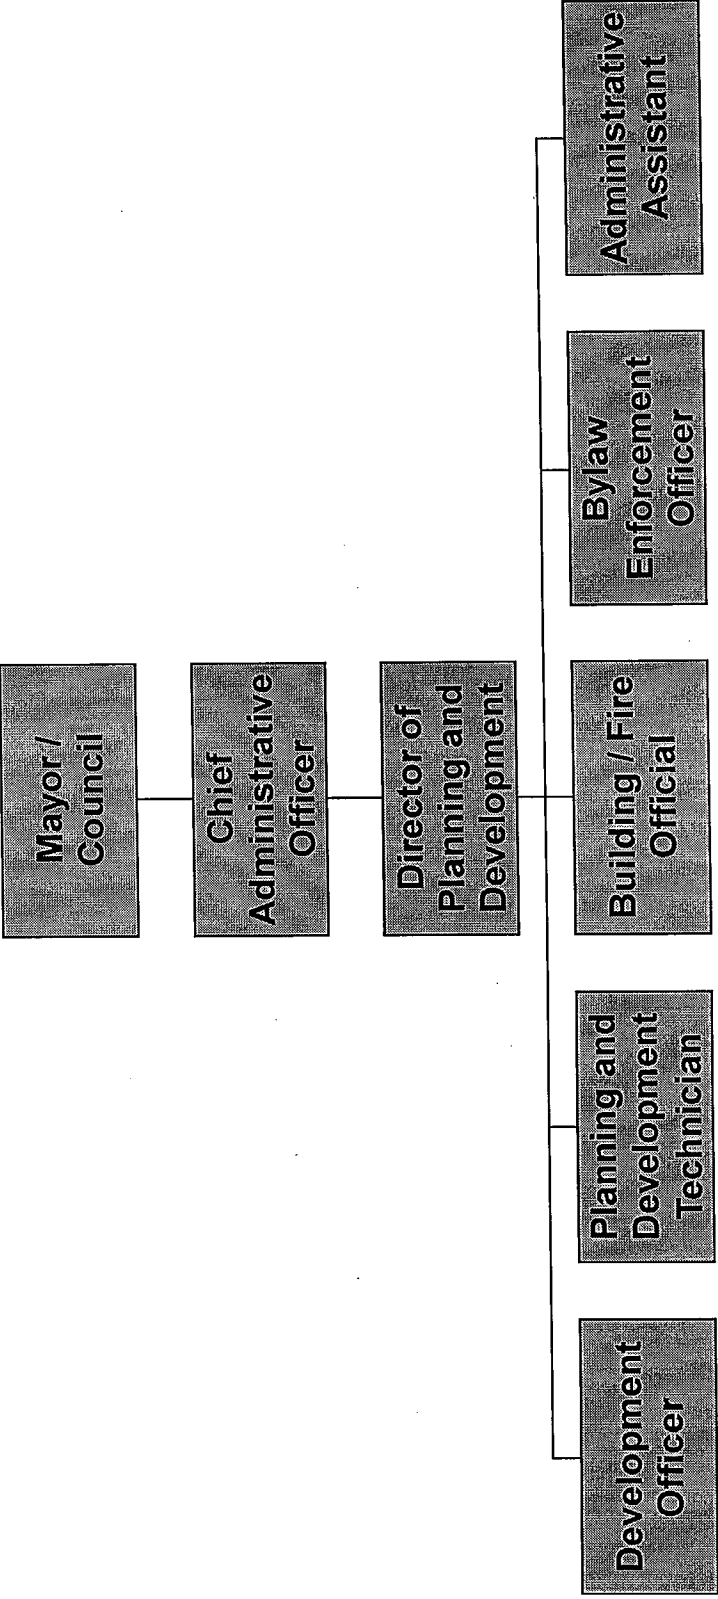 Mayor /
Council
Chief
Administrative
Officer
Director of
Planning and
Development
Development
Officer
Planning and
Development
Technician
Building / Fire
Official
Bylaw
Enforcement
Officer
Administrative
Assistant